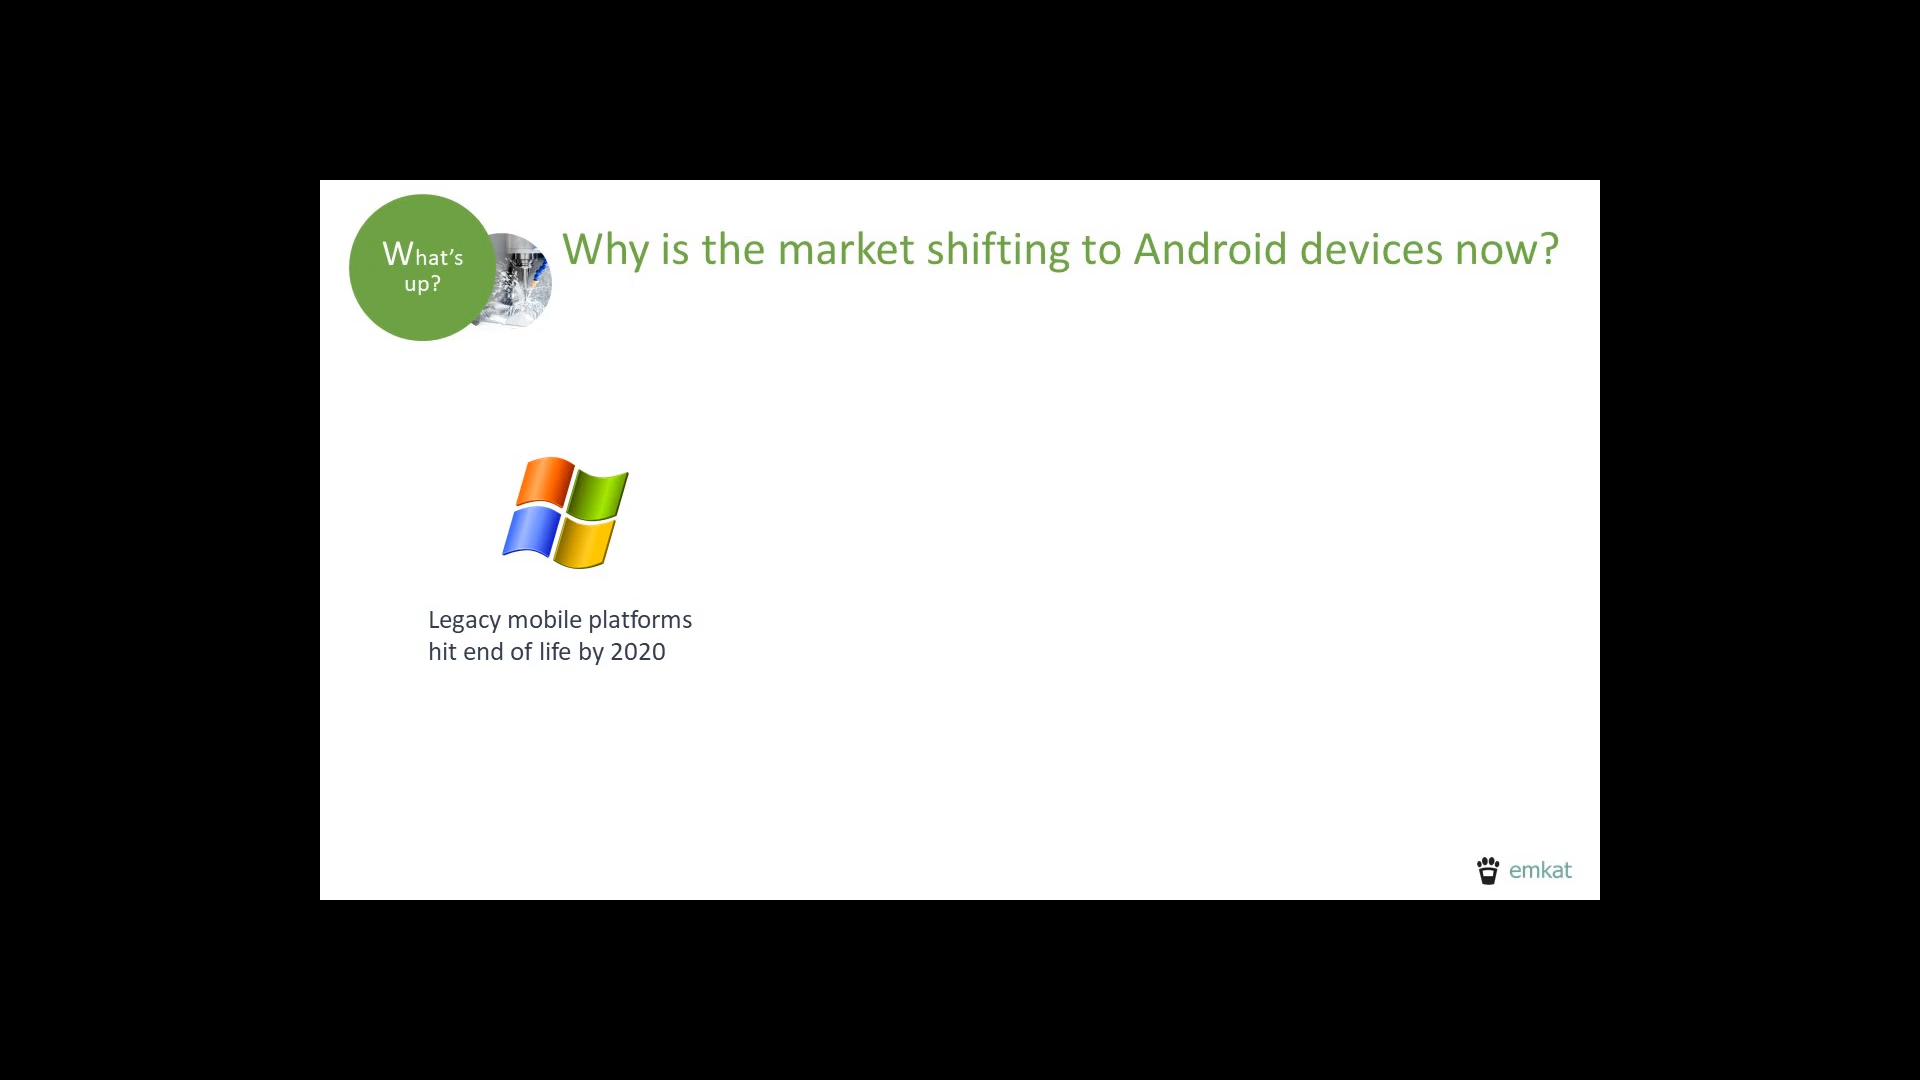 What's
up?
Why is the market shifting to Android devices now?
Legacy mobile platforms
hit end of life by 2020
emkat